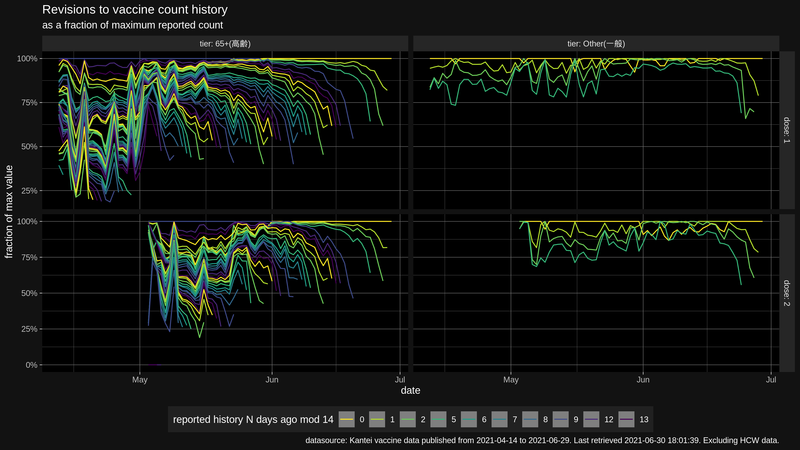 Revisions to vaccine count history
as a fraction of maximum reported count
tier: 65+(高齢)
tier: Other(一般)
100%
75%
50%
25%
dose: 1
100%
75%
50%
25%
0%
dose: 2
fraction of max value
May
Jun
Jul
May
Jun
Jul
date
reported history N days ago mod 14
0
1
2
5
6
7
8
9
12
13
datasource: Kantei vaccine data published from 2021-04-14 to 2021-06-29. Last retrieved 2021-06-30 18:01:39. Excluding HCW data.